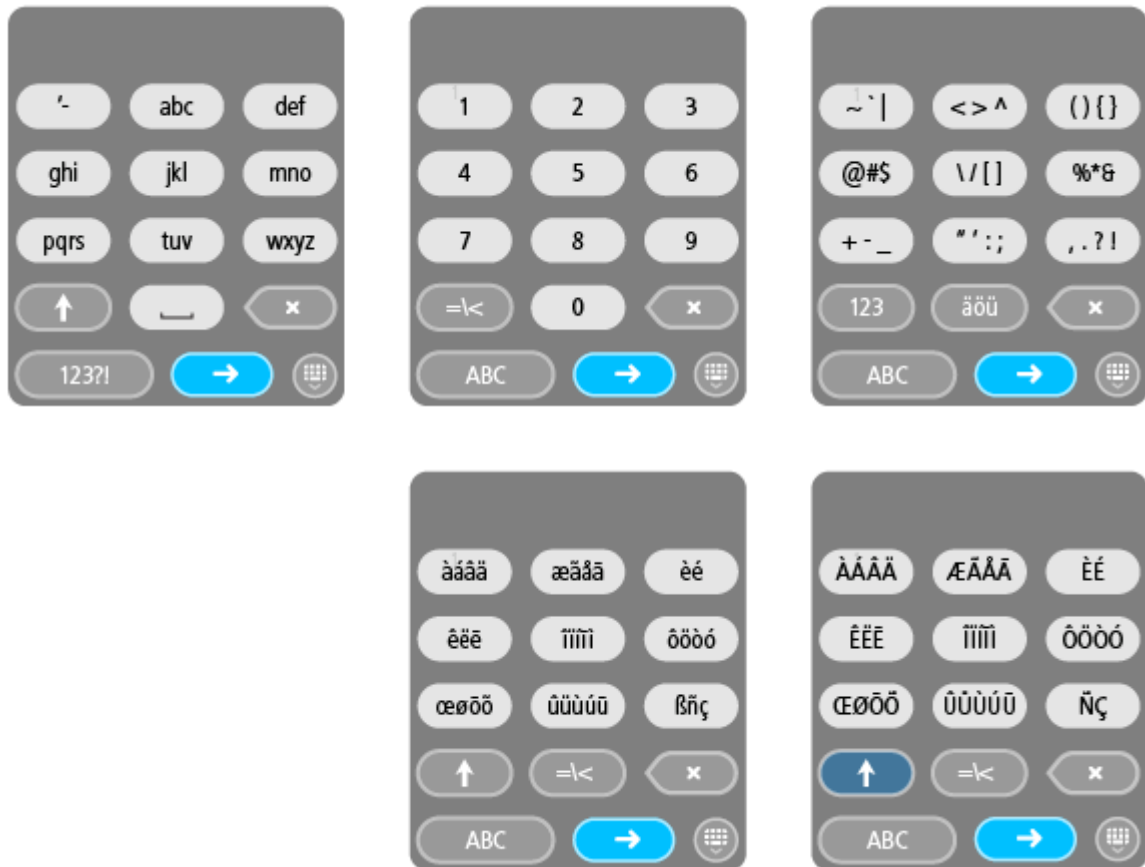 '- abc def
ghi jkl mno
pqrs tuv wxyz
123?!
1 2 3
4 5 6
7 8 9
=\< 0
ABC
~ ` | < > ^ ( ) { }
@#$ \ / [ ] %*&
+ - _ " ' : ; , . ? !
123 äöü
ABC
àáâä æãåā èé
êëē îïĩì ôöòó
œøōõ ûüùúū ßñç
=\<
ABC
ÀÁÂÄ ÆÃÅĀ ÈÉ
ÊËĒ ÎÏĨÌ ÔÖÒÓ
ŒØŌÕ ÛÜÙÚŪ ÑÇ
=\<
ABC